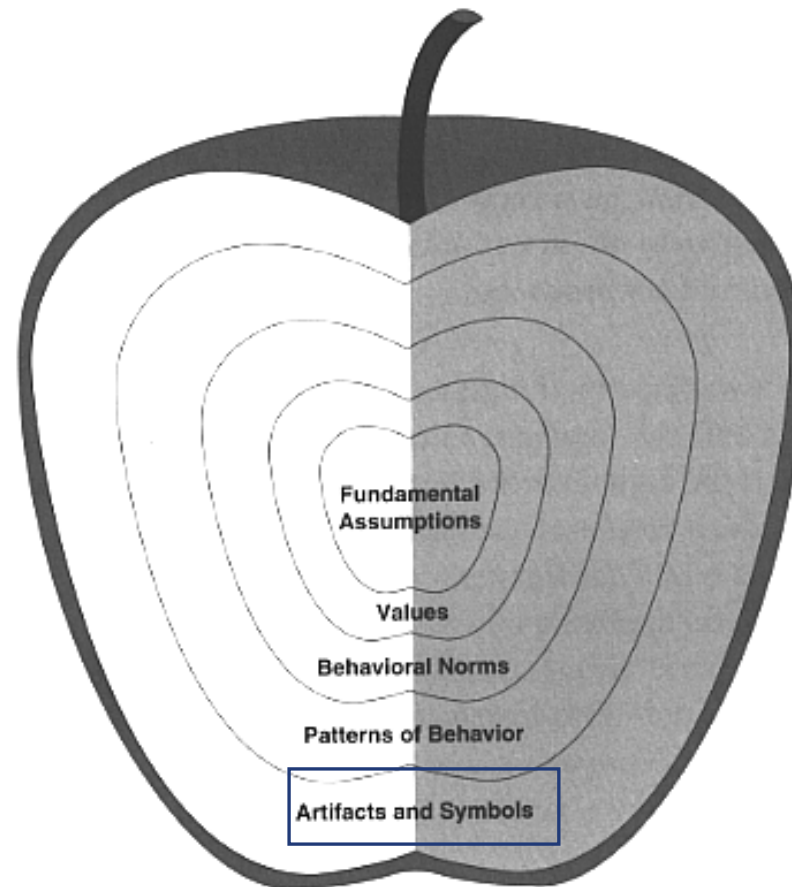 Fundamental
Assumptions
Values
Behavioral Norms
Patterns of Behavior
Artifacts and Symbols